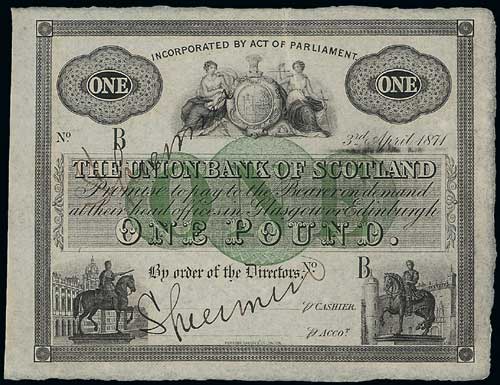 INCORPORATED BY ACT OF PARLIAMENT
ONE ONE
No B 3rd April 1871
THE UNION BANK OF SCOTLAND
Promise to pay to the Bearer on demand
at their head offices in Glasgow or Edinburgh
ONE
ONE POUND.
By order of the Directors, No B
Specimen
p CASHIER.
p ACCOT.